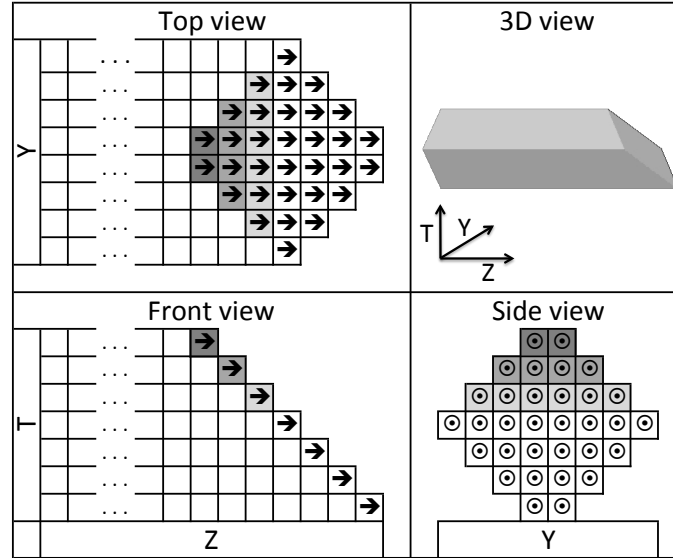 Top view
3D view
Y
. . .
. . .
. . .
. . .
. . .
. . .
. . .
. . .
T
Y
Z
Front view
Side view
T
. . .
. . .
. . .
. . .
. . .
. . .
. . .
Z
Y